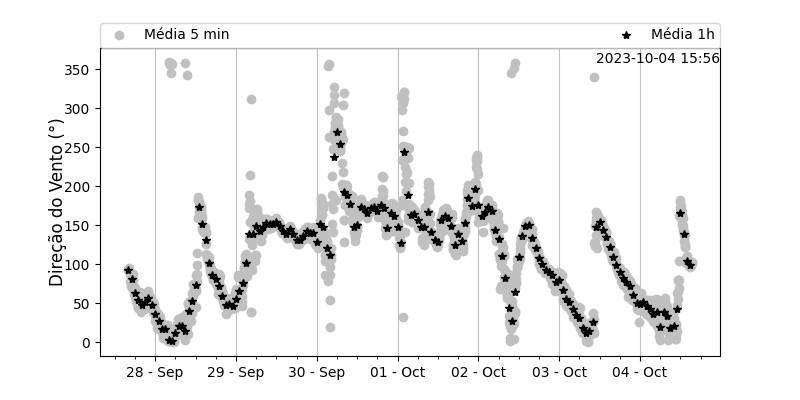 Média 5 min
Média 1h
2023-10-04 15:56
Direção do Vento (°)
350
300
250
200
150
100
50
0
28 - Sep
29 - Sep
30 - Sep
01 - Oct
02 - Oct
03 - Oct
04 - Oct